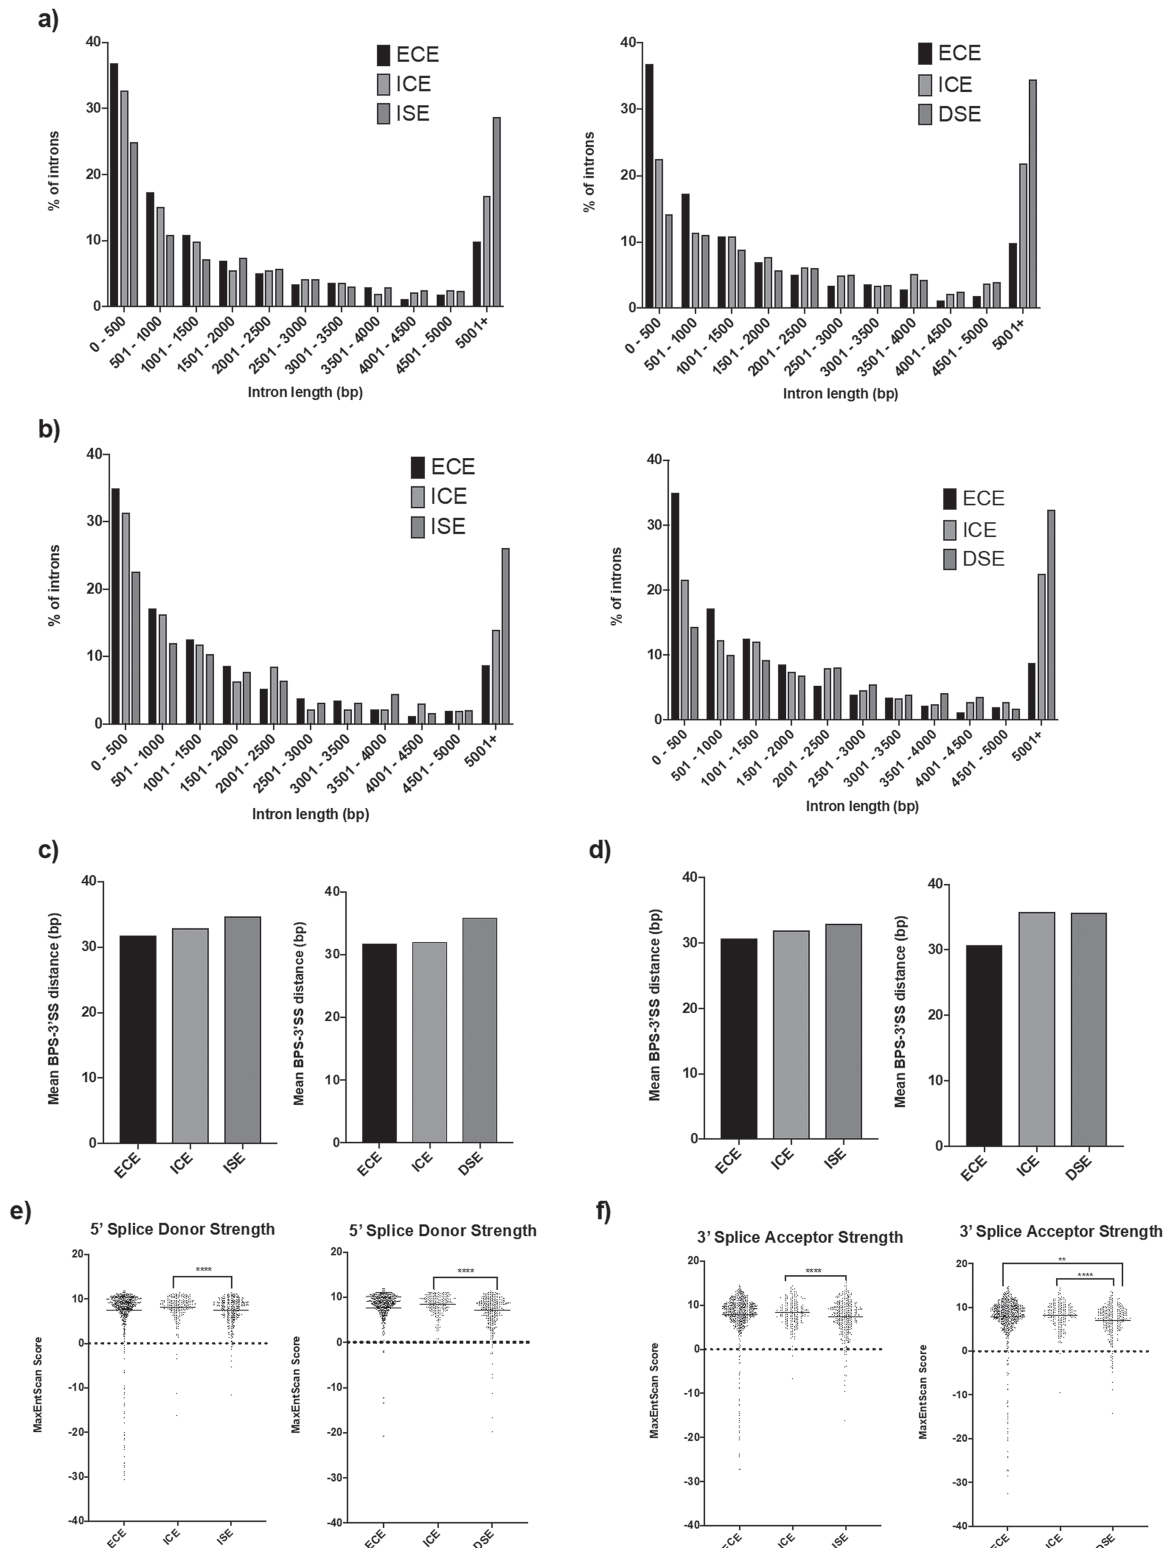 a)
40
30
20
10
0
% of introns
ECE
ICE
ISE
0 - 500
501 - 1000
1001 - 1500
1501 - 2000
2001 - 2500
2501 - 3000
3001 - 3500
3501 - 4000
4001 - 4500
4501 - 5000
5001+
Intron length (bp)
40
30
20
10
0
% of introns
ECE
ICE
DSE
0 - 500
501 - 1000
1001 - 1500
1501 - 2000
2001 - 2500
2501 - 3000
3001 - 3500
3501 - 4000
4001 - 4500
4501 - 5000
5001+
Intron length (bp)
b)
40
30
20
10
0
% of introns
ECE
ICE
ISE
0 - 500
501 - 1000
1001 - 1500
1501 - 2000
2001 - 2500
2501 - 3000
3001 - 3500
3501 - 4000
4001 - 4500
4501 - 5000
5001+
Intron length (bp)
40
30
20
10
0
% of introns
ECE
ICE
DSE
0 - 500
501 - 1000
1001 - 1500
1501 - 2000
2001 - 2500
2501 - 3000
3001 - 3500
3501 - 4000
4001 - 4500
4501 - 5000
5001+
Intron length (bp)
c)
40
30
20
10
0
Mean BPS-3'SS distance (bp)
ECE
ICE
ISE
40
30
20
10
0
Mean BPS-3'SS distance (bp)
ECE
ICE
DSE
d)
40
30
20
10
0
Mean BPS-3'SS distance (bp)
ECE
ICE
ISE
40
30
20
10
0
Mean BPS-3'SS distance (bp)
ECE
ICE
DSE
e)
5' Splice Donor Strength
20
10
0
-10
-20
-30
-40
MaxEntScan Score
****
ECE
ICE
ISE
5' Splice Donor Strength
20
10
0
-10
-20
-30
-40
MaxEntScan Score
****
ECE
ICE
DSE
f)
3' Splice Acceptor Strength
20
10
0
-10
-20
-30
-40
MaxEntScan Score
****
ECE
ICE
ISE
3' Splice Acceptor Strength
20
10
0
-10
-20
-30
-40
MaxEntScan Score
**
****
ECE
ICE
DSE